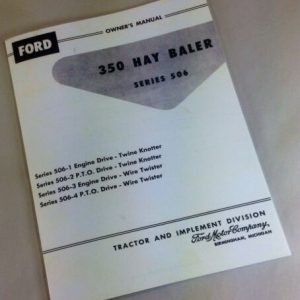 OWNER'S MANUAL
FORD
350 HAY BALER
SERIES 506
Series 506-1 Engine Drive - Twine Knotter
Series 506-2 P.T.O. Drive - Twine Knotter
Series 506-3 Engine Drive - Wire Twister
Series 506-4 P.T.O. Drive - Wire Twister
TRACTOR AND IMPLEMENT DIVISION
Ford Motor Company,
BIRMINGHAM, MICHIGAN